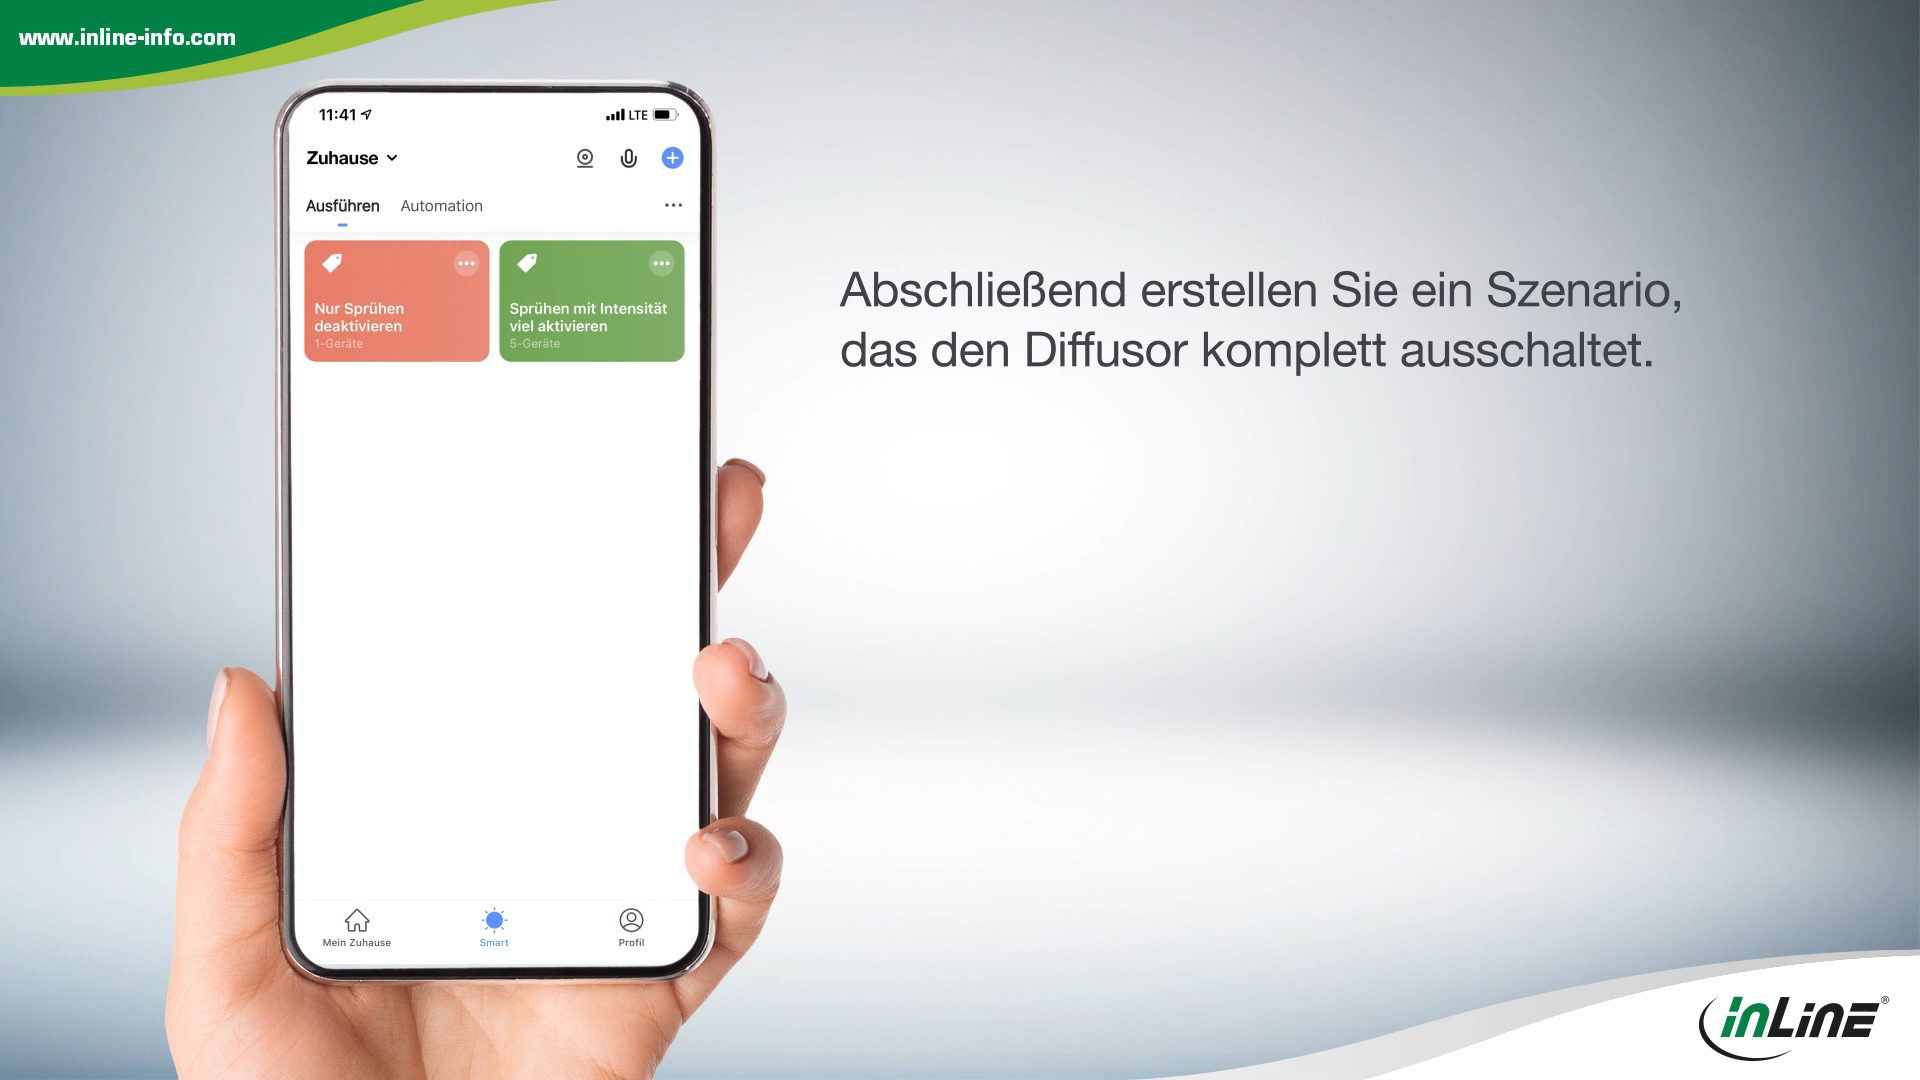 www.inline-info.com
11:41
LTE
Zuhause
Ausführen
Automation
Nur Sprühen
deaktivieren
1-Geräte
Sprühen mit Intensität
viel aktivieren
5-Geräte
Mein Zuhause
Smart
Profil
Abschließend erstellen Sie ein Szenario,
das den Diffusor komplett ausschaltet.
inLine®